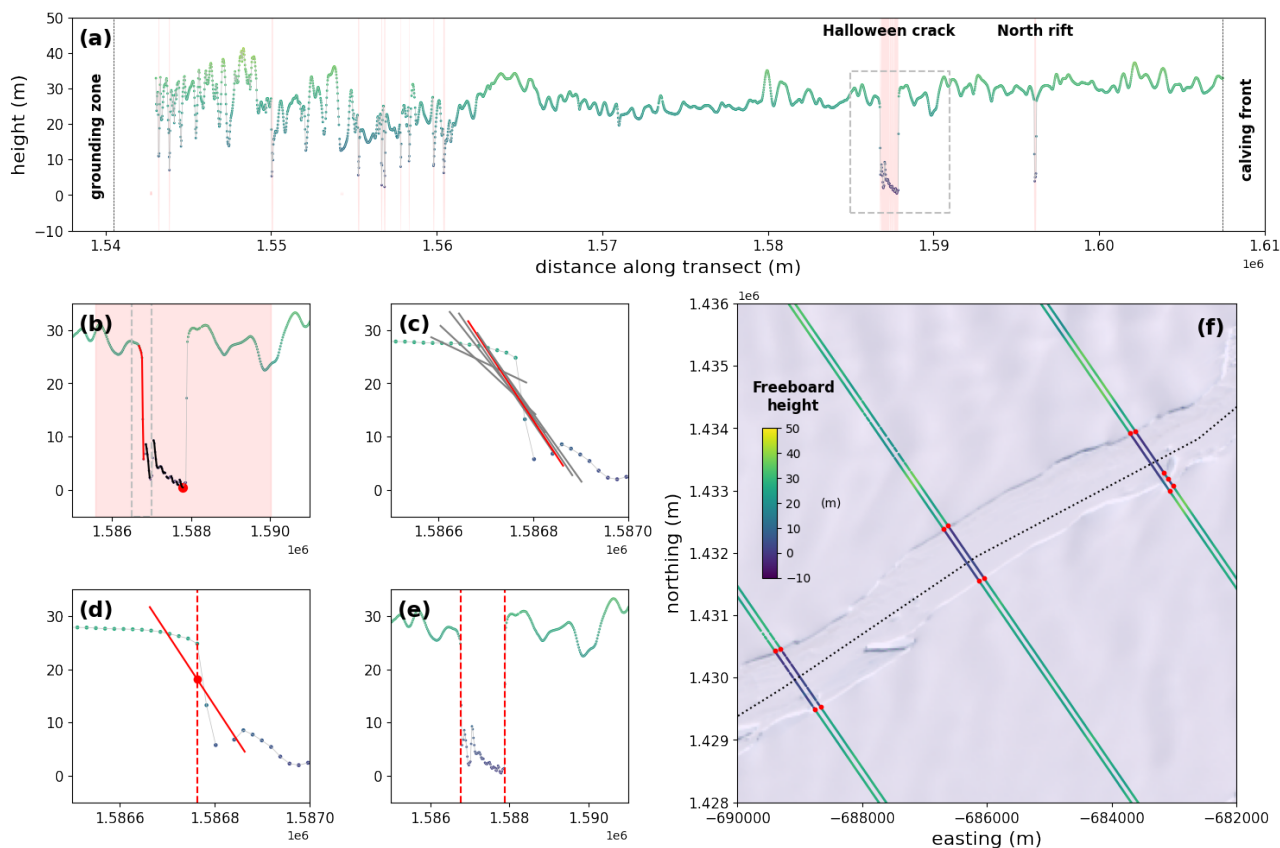 (a)
Halloween crack
North rift
grounding zone
calving front
height (m)
50
40
30
20
10
0
−10
1.54
1.55
1.56
1.57
1.58
1.59
1.60
1.61
1e6
distance along transect (m)
(b)
30
20
10
0
1.586
1.588
1.590
1e6
(c)
30
20
10
0
1.5866
1.5868
1.5870
1e6
(d)
30
20
10
0
1.5866
1.5868
1.5870
1e6
(e)
30
20
10
0
1.586
1.588
1.590
1e6
1e6
(f)
1.436
1.435
1.434
1.433
1.432
1.431
1.430
1.429
1.428
northing (m)
Freeboard
height
50
40
30
20
10
0
−10
(m)
−690000
−688000
−686000
−684000
−682000
easting (m)